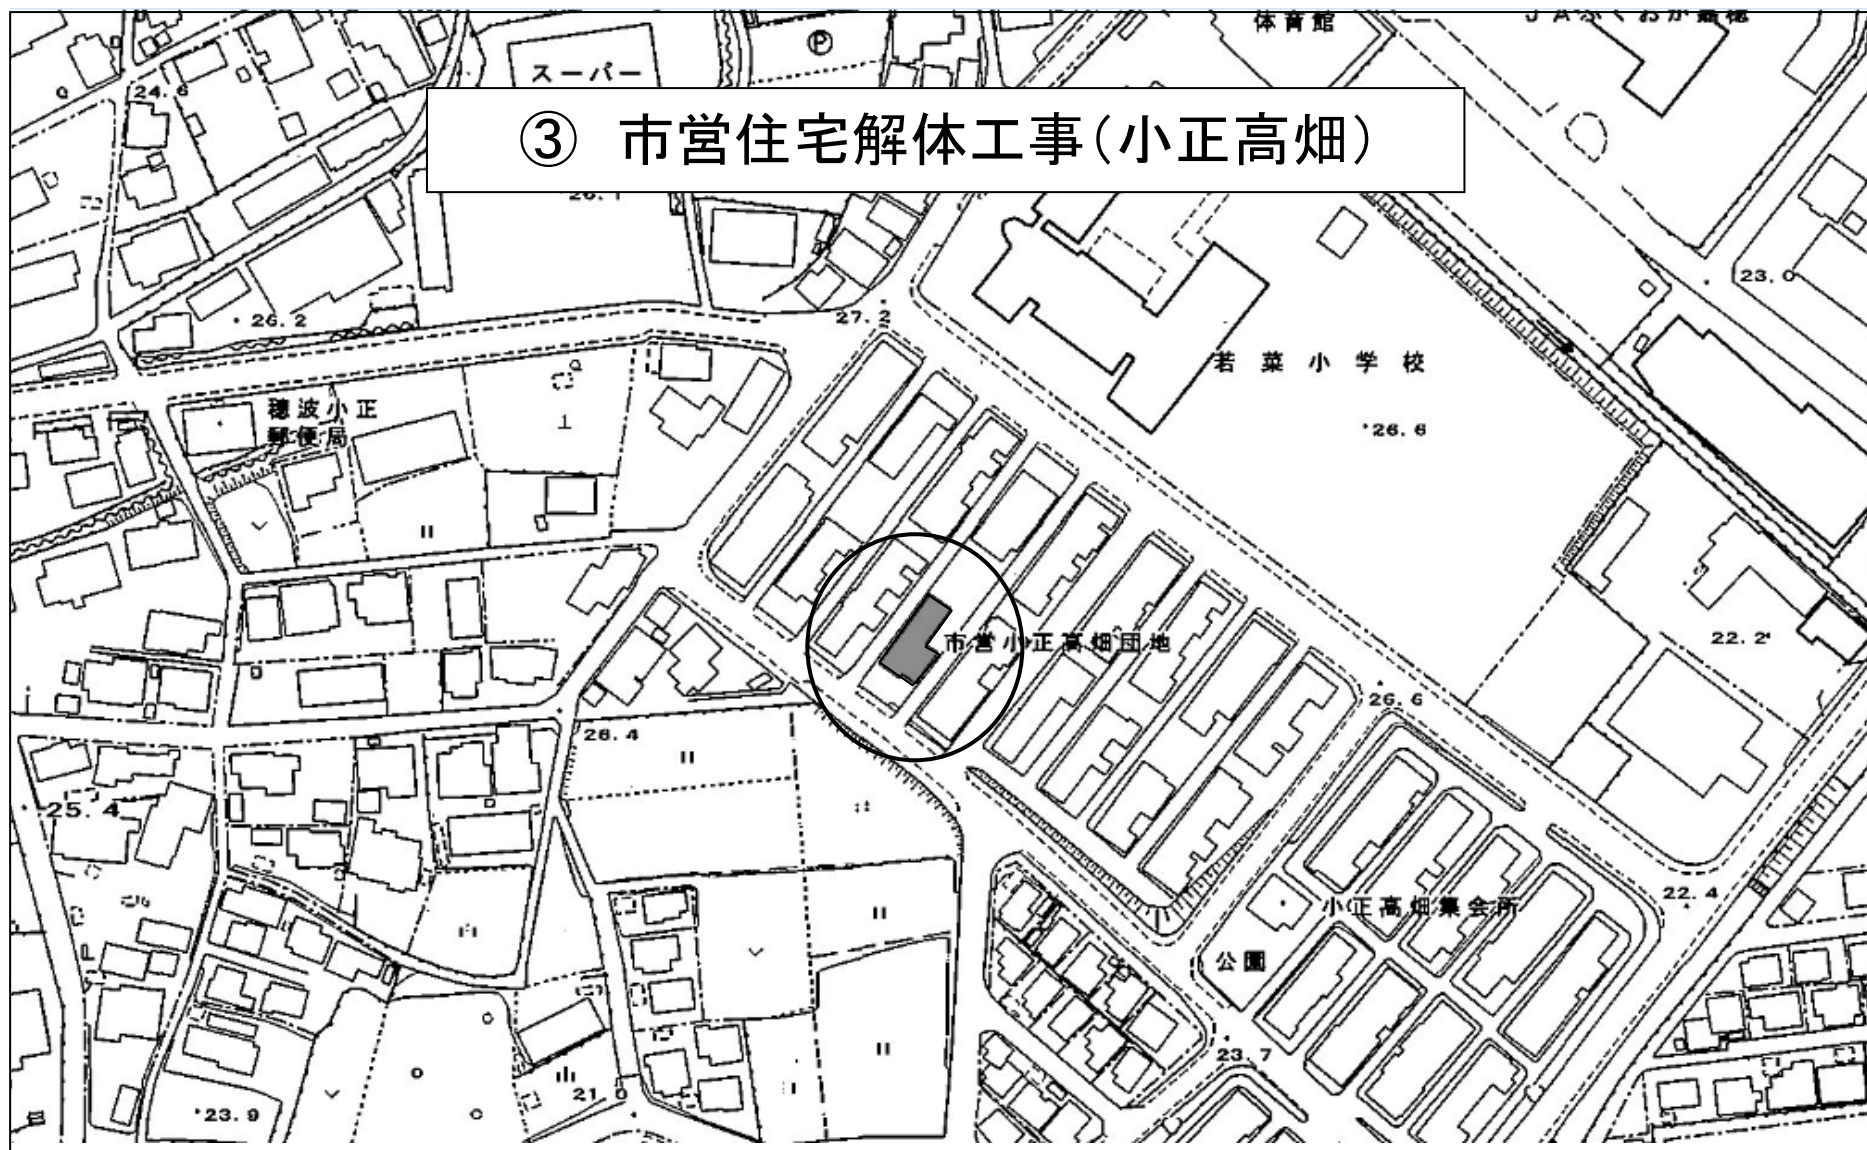 体育館
スーパー
Ⓟ
24.6
③ 市営住宅解体工事(小正高畑)
23.0
26.2
27.2
若菜小学校
26.6
穂波小正
郵便局
市営小正高畑団地
22.2
26.6
26.4
25.4
小正高畑集会所
22.4
公園
23.7
23.9